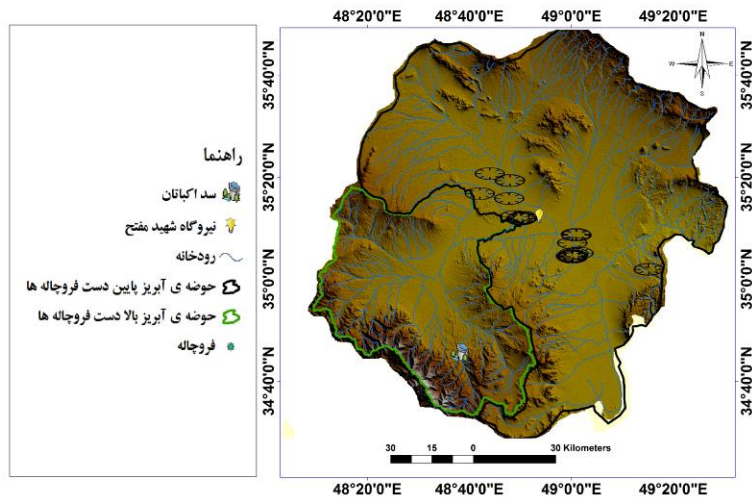 48°20'0"E 48°40'0"E 49°0'0"E 49°20'0"E
راهنما
سد اکباتان
نیروگاه شهید مفتح
رودخانه
حوضه ی آبریز پایین دست فروچاله ها
حوضه ی آبریز بالا دست فروچاله ها
فروچاله
35°40'0"N
35°20'0"N
35°0'0"N
34°40'0"N
N
W E
S
35°40'0"N
35°20'0"N
35°0'0"N
34°40'0"N
30 15 0 30 Kilometers
48°20'0"E 48°40'0"E 49°0'0"E 49°20'0"E